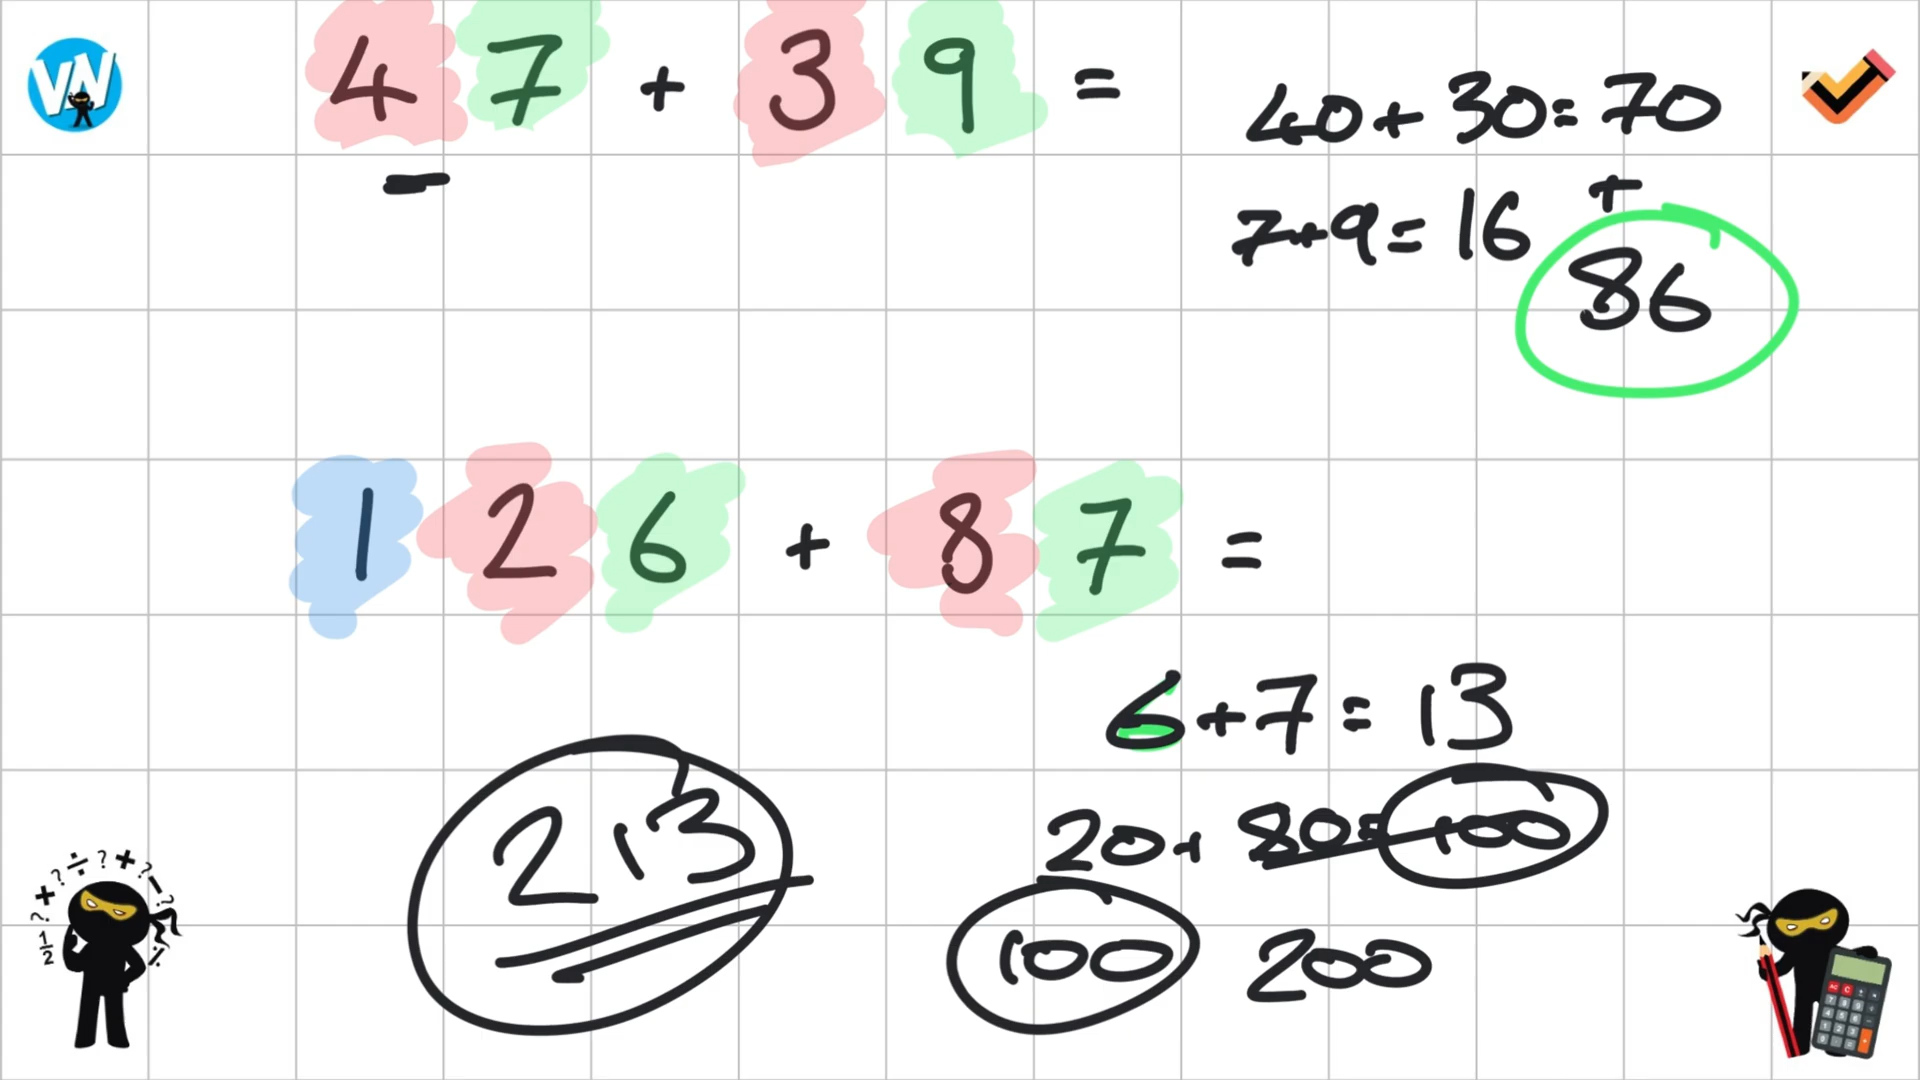 VN
47 + 39 =
40 + 30 = 70
+
7 + 9 = 16
86
126 + 87 =
6 + 7 = 13
20 + 80 = 100
213
100 200